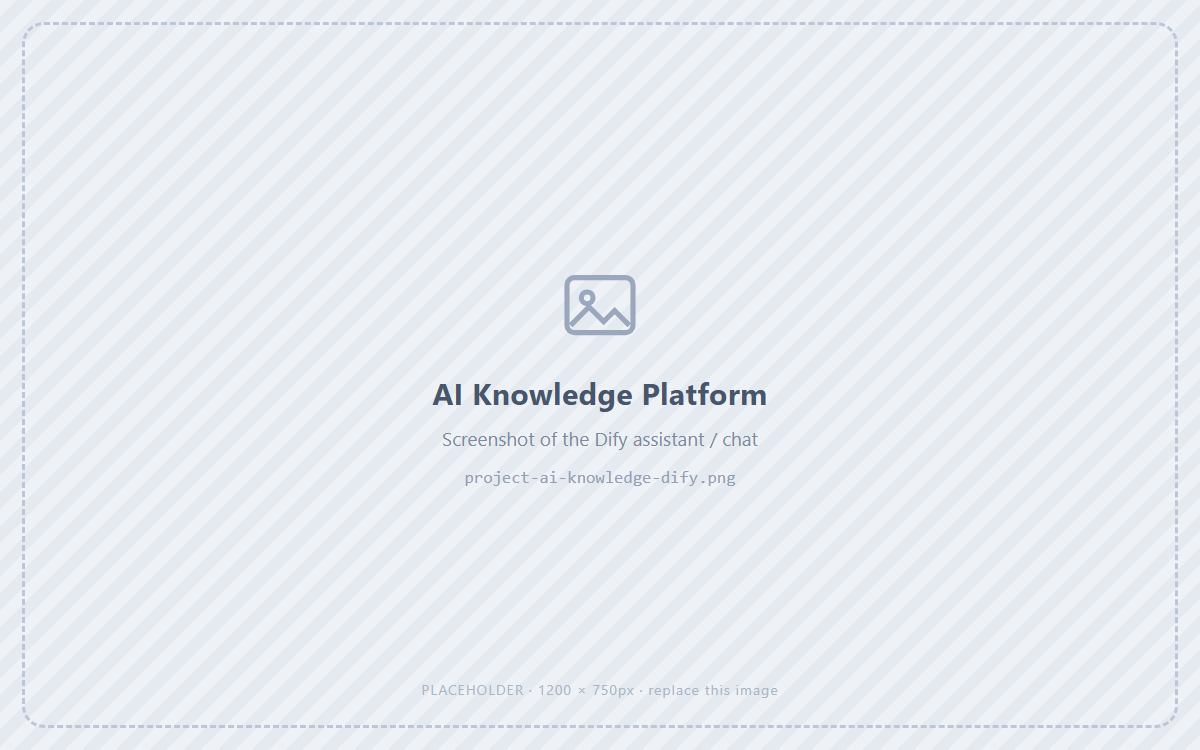 AI Knowledge Platform
Screenshot of the Dify assistant / chat
project-ai-knowledge-dify.png
PLACEHOLDER · 1200 × 750px · replace this image